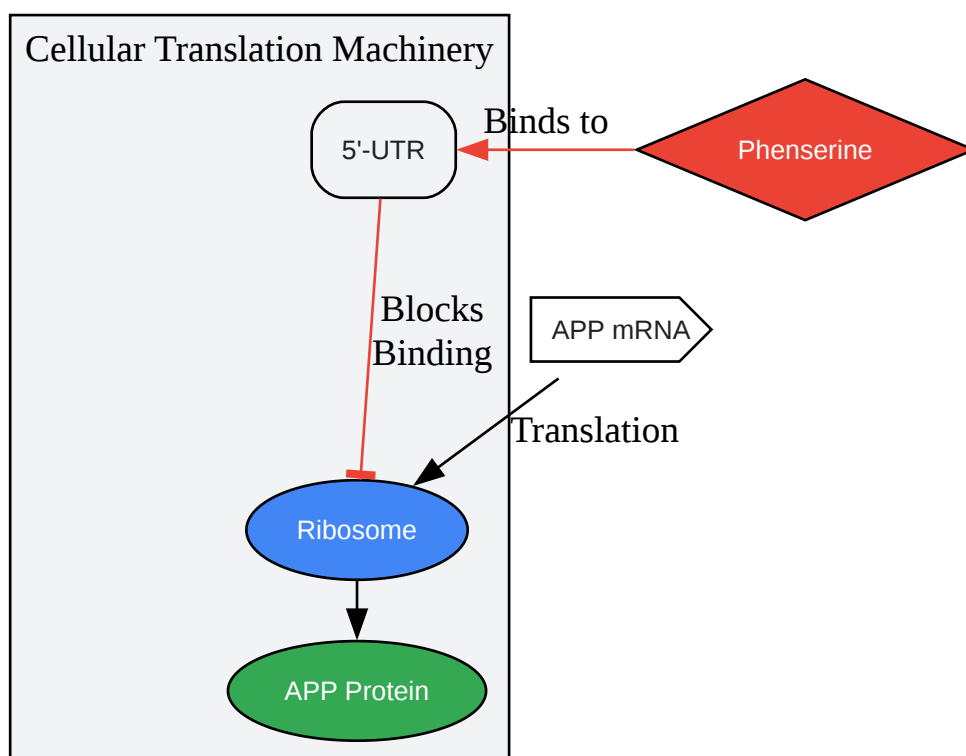 Cellular Translation Machinery
5'-UTR
Binds to
Phenserine
Blocks
Binding
APP mRNA
Translation
Ribosome
APP Protein